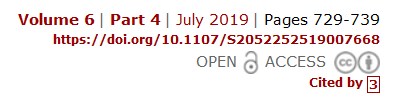 Volume 6 | Part 4 | July 2019 | Pages 729-739
https://doi.org/10.1107/S2052252519007668
OPEN ACCESS cc
Cited by 3